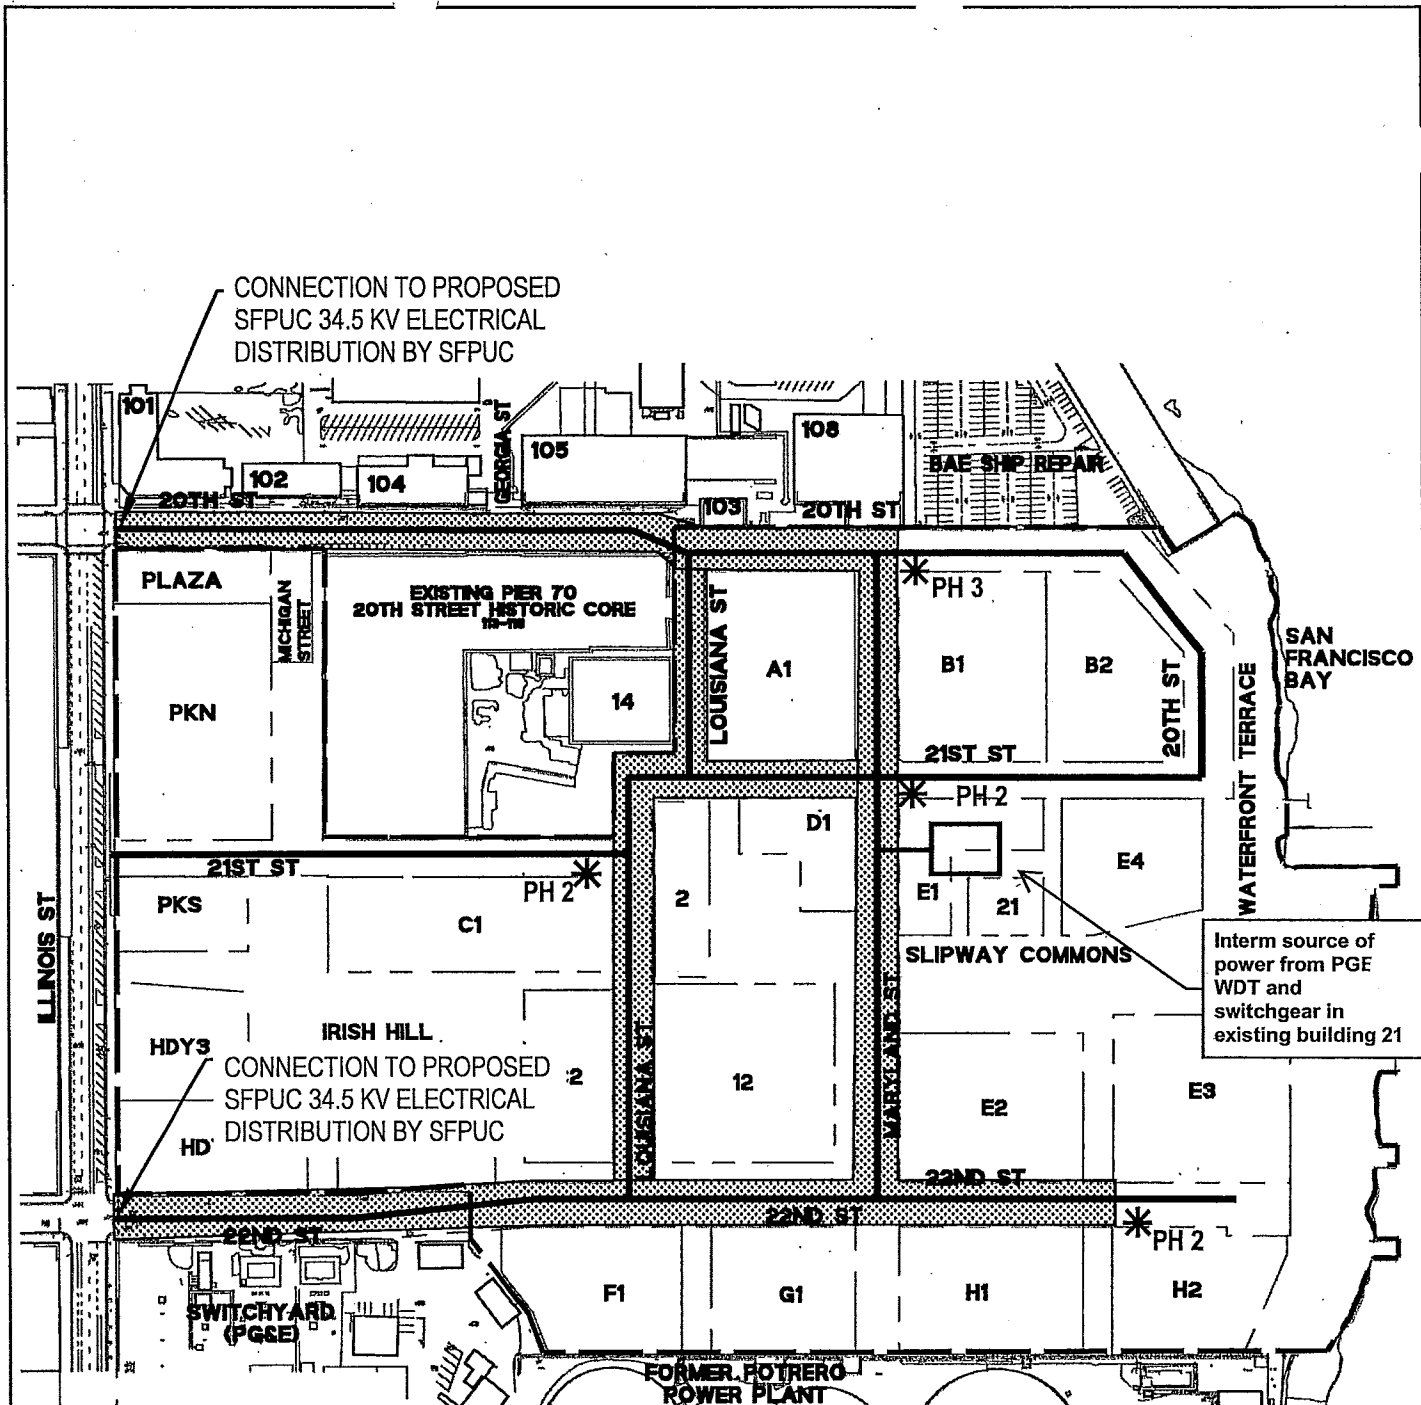 CONNECTION TO PROPOSED
SFPUC 34.5 KV ELECTRICAL
DISTRIBUTION BY SFPUC
101
102
104
GEORGIA ST
105
108
103
BAE SHIP REPAIR
20TH ST
20TH ST
PLAZA
MICHIGAN
STREET
EXISTING PIER 70
20TH STREET HISTORIC CORE
LOUISIANA ST
PH 3
A1
B1
B2
20TH ST
SAN
FRANCISCO
BAY
WATERFRONT TERRACE
PKN
14
21ST ST
PH 2
D1
21ST ST
PH 2
PKS
C1
2
E1
21
E4
SLIPWAY COMMONS
Interm source of
power from PGE
WDT and
switchgear in
existing building 21
ILLINOIS ST
HDY3
IRISH HILL
CONNECTION TO PROPOSED
SFPUC 34.5 KV ELECTRICAL
DISTRIBUTION BY SFPUC
2
HD
LOUISIANA ST
12
MARYLAND ST
E2
E3
22ND ST
22ND ST
22ND ST
PH 2
SWITCHYARD
(PG&E)
F1
G1
H1
H2
FORMER POTRERO
POWER PLANT